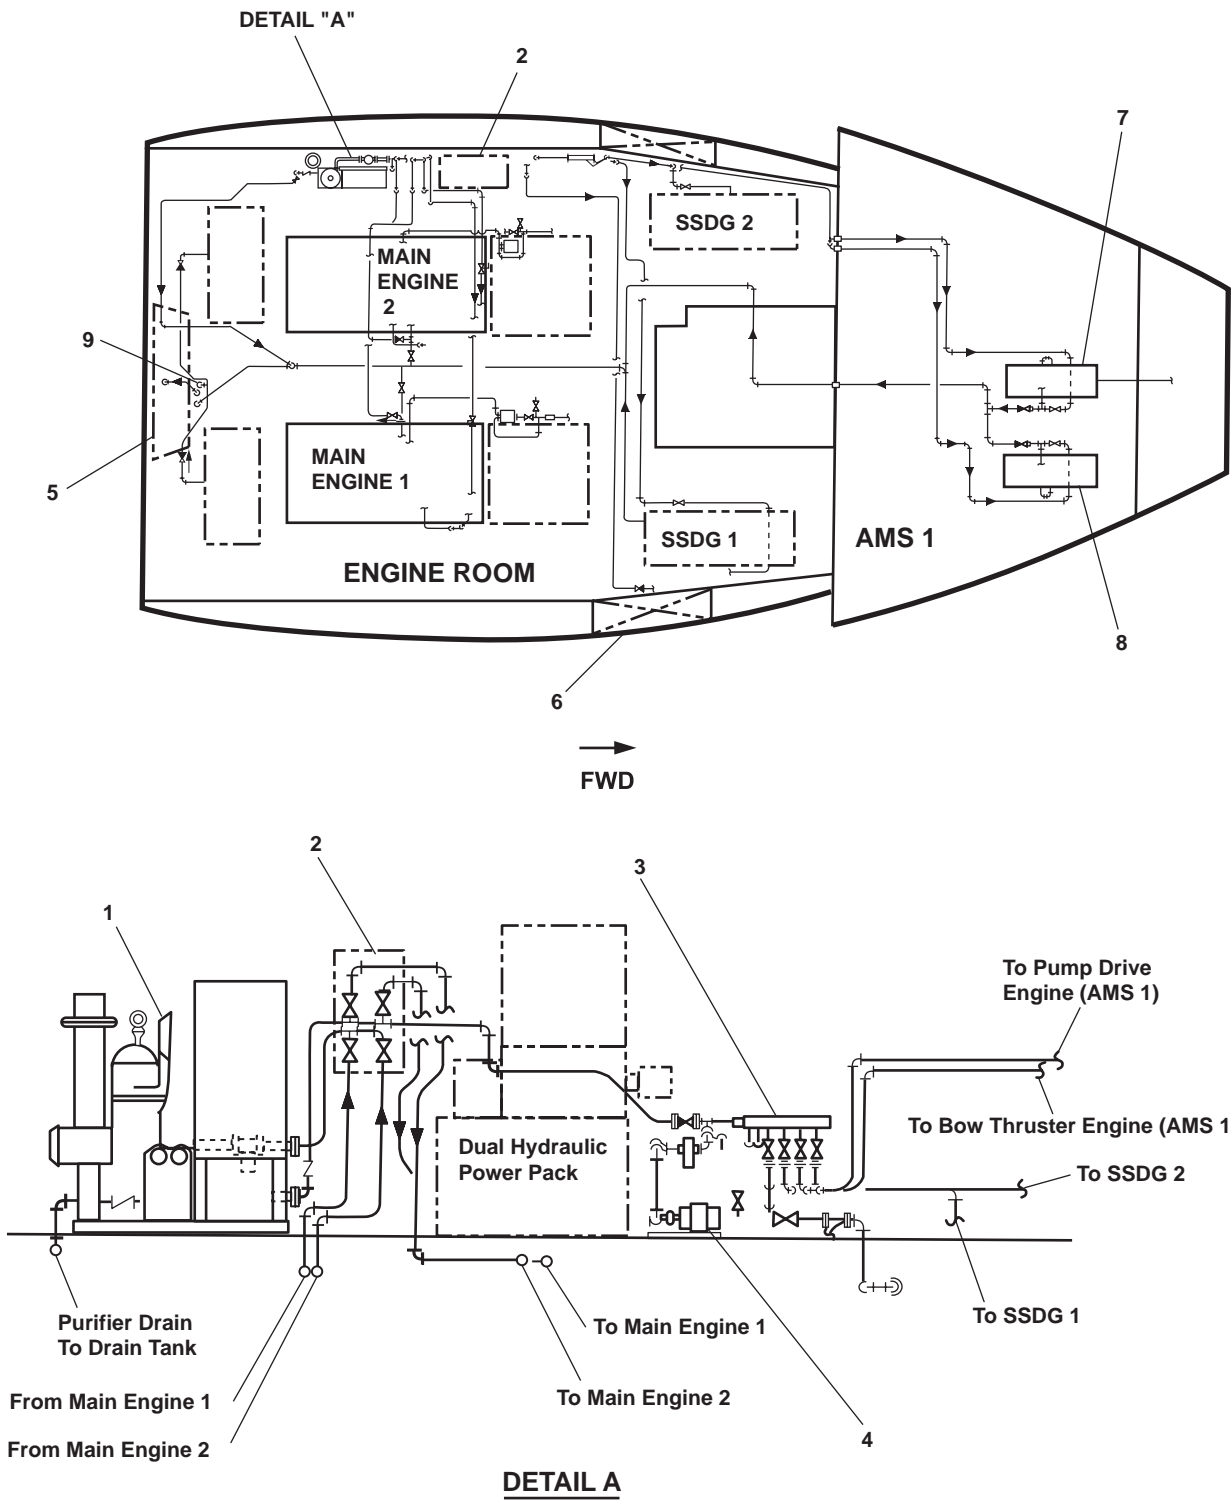 DETAIL "A"
2
7
SSDG 2
MAIN
ENGINE
2
9
MAIN
ENGINE 1
5
SSDG 1
AMS 1
ENGINE ROOM
8
6
FWD
2
3
1
To Pump Drive
Engine (AMS 1)
To Bow Thruster Engine (AMS 1
Dual Hydraulic
Power Pack
To SSDG 2
Purifier Drain
To Drain Tank
To Main Engine 1
To SSDG 1
From Main Engine 1
To Main Engine 2
4
From Main Engine 2
DETAIL A